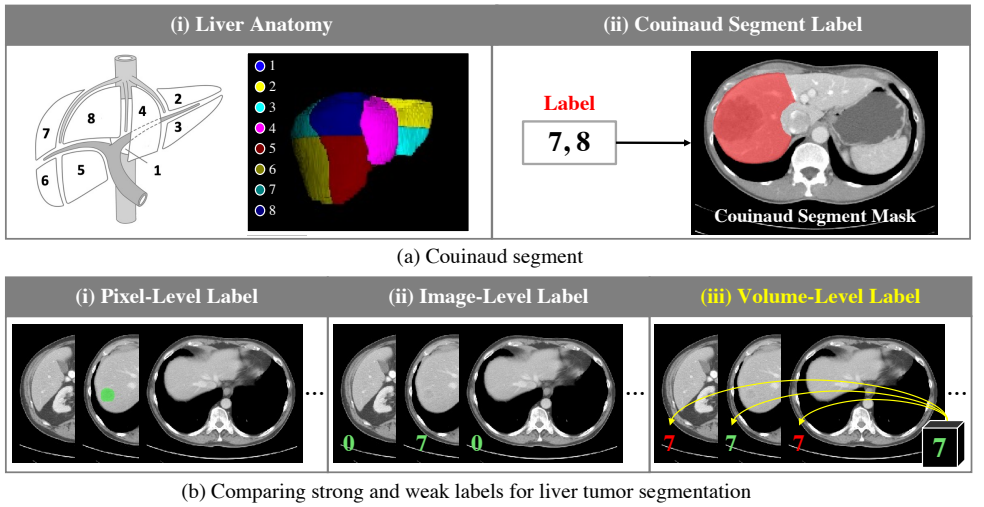 (i) Liver Anatomy
(ii) Couinaud Segment Label
7
8
4
2
3
6
5
1
1
2
3
4
5
6
7
8
Label
7, 8
Couinaud Segment Mask
(a) Couinaud segment
(i) Pixel-Level Label
(ii) Image-Level Label
(iii) Volume-Level Label
...
0 7 0
...
7 7 7
...
7
(b) Comparing strong and weak labels for liver tumor segmentation